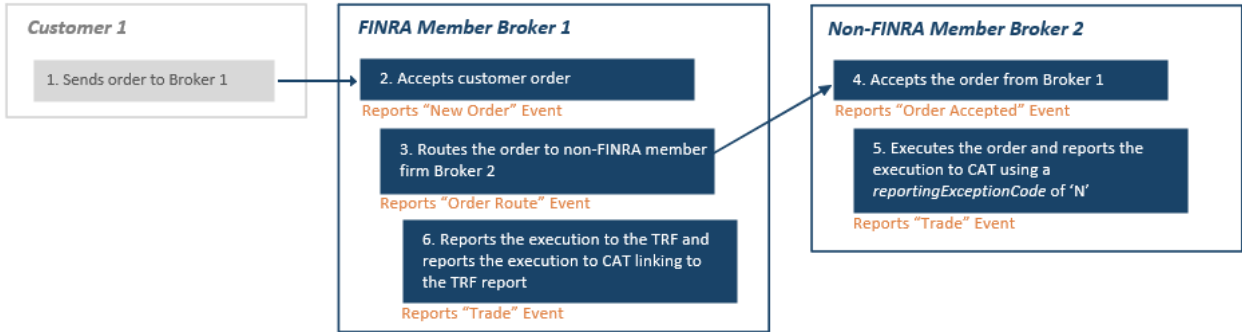 Customer 1
1. Sends order to Broker 1
FINRA Member Broker 1
2. Accepts customer order
Reports “New Order” Event
3. Routes the order to non-FINRA member
firm Broker 2
Reports “Order Route” Event
6. Reports the execution to the TRF and
reports the execution to CAT linking to
the TRF report
Reports “Trade” Event
Non-FINRA Member Broker 2
4. Accepts the order from Broker 1
Reports “Order Accepted” Event
5. Executes the order and reports the
execution to CAT using a
reportingExceptionCode of ‘N’
Reports “Trade” Event